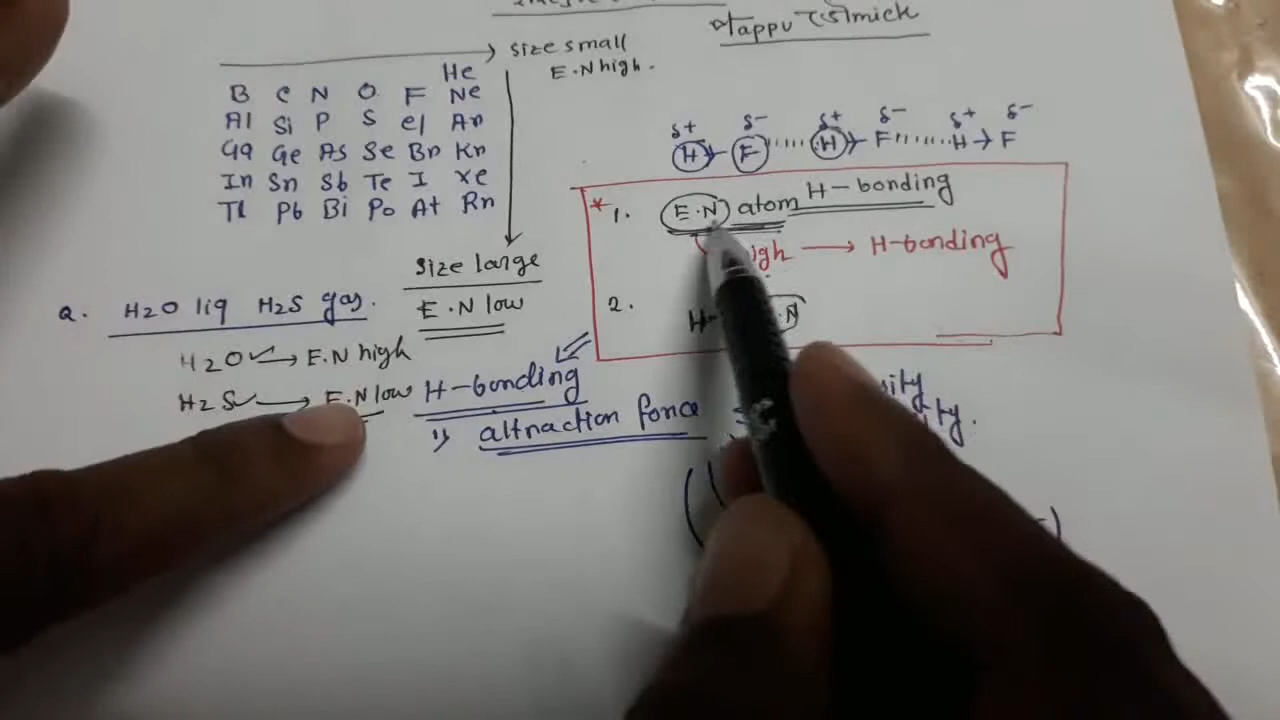 → size small
E.N high.
He
B C N O F Ne
Al Si P S Cl Ar
Ga Ge As Se Br Kr
In Sn Sb Te I Xe
Tl Pb Bi Po At Rn
size large
E.N low
δ+ δ- δ+ δ- δ+ δ-
H → F ..... H → F ...... H → F
* 1. E.N atom H-bonding
→ H-bonding
2.
Q. H2O liq H2S gas.
H2O → E.N high
H2S → E.N low
H-bonding
attraction force